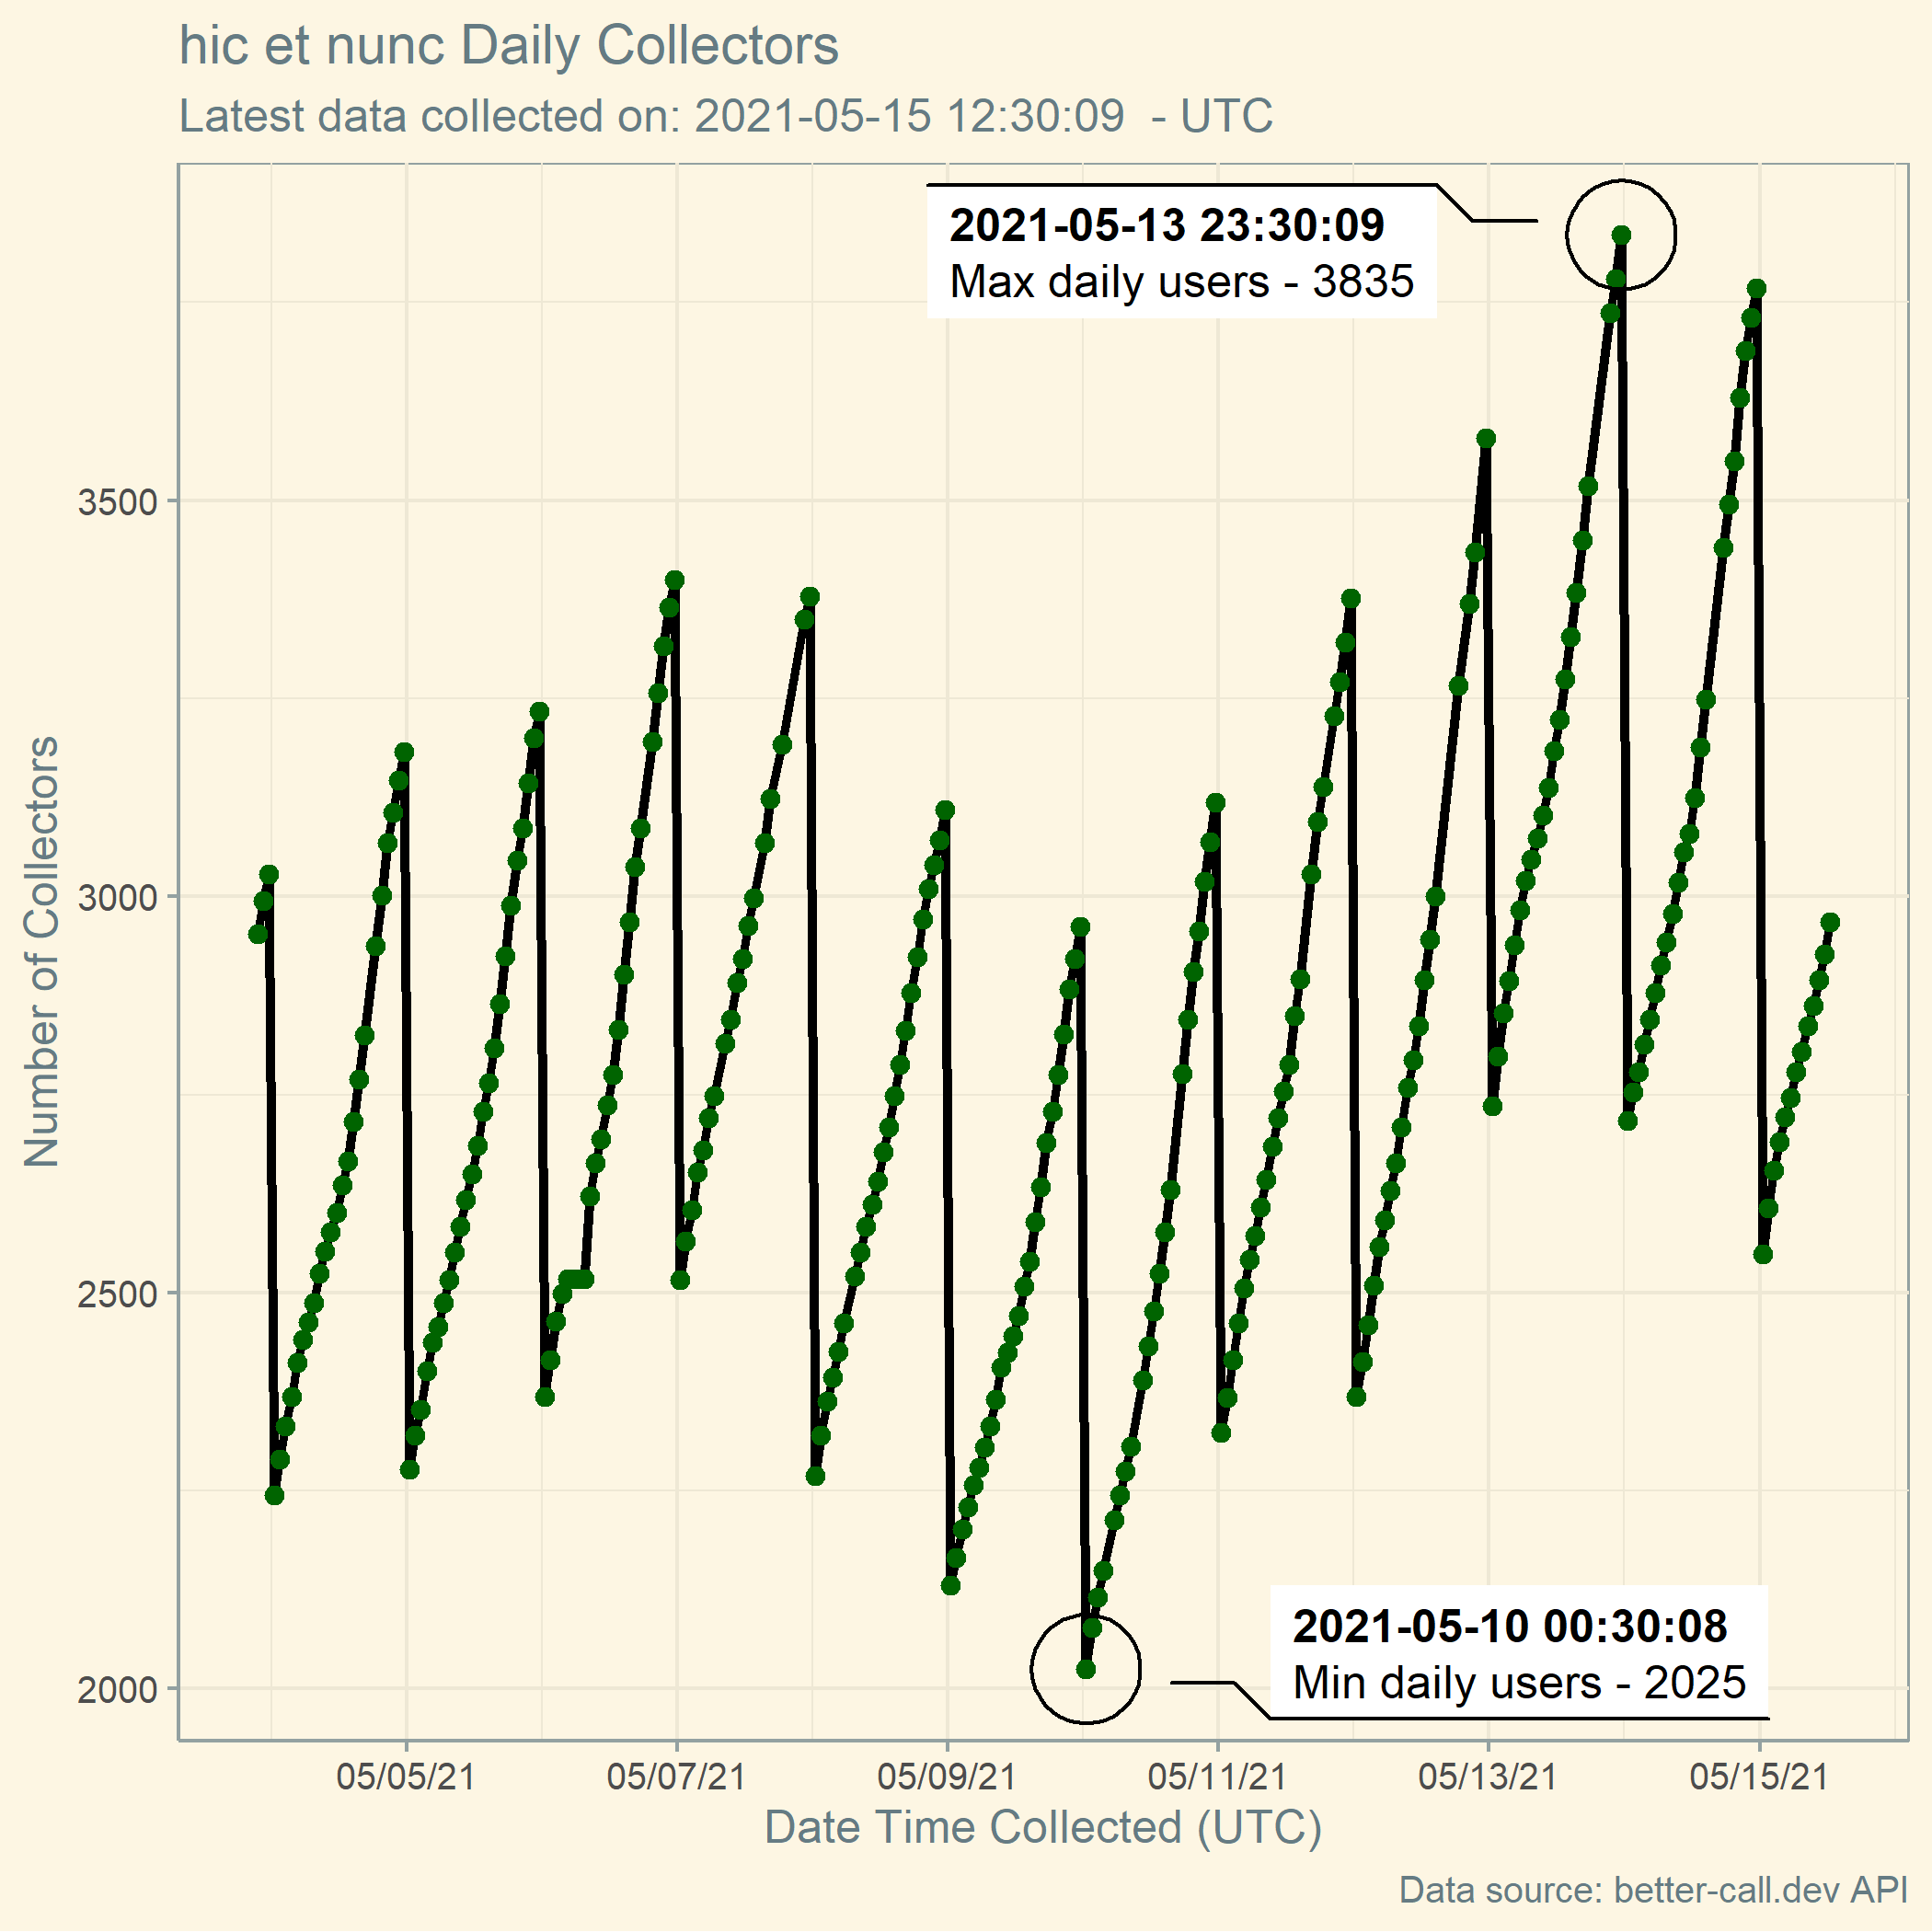 hic et nunc Daily Collectors
Latest data collected on: 2021-05-15 12:30:09  - UTC
2021-05-13 23:30:09
Max daily users - 3835
3500
3000
2500
2000
Number of Collectors
2021-05-10 00:30:08
Min daily users - 2025
05/05/21 05/07/21 05/09/21 05/11/21 05/13/21 05/15/21
Date Time Collected (UTC)
Data source: better-call.dev API